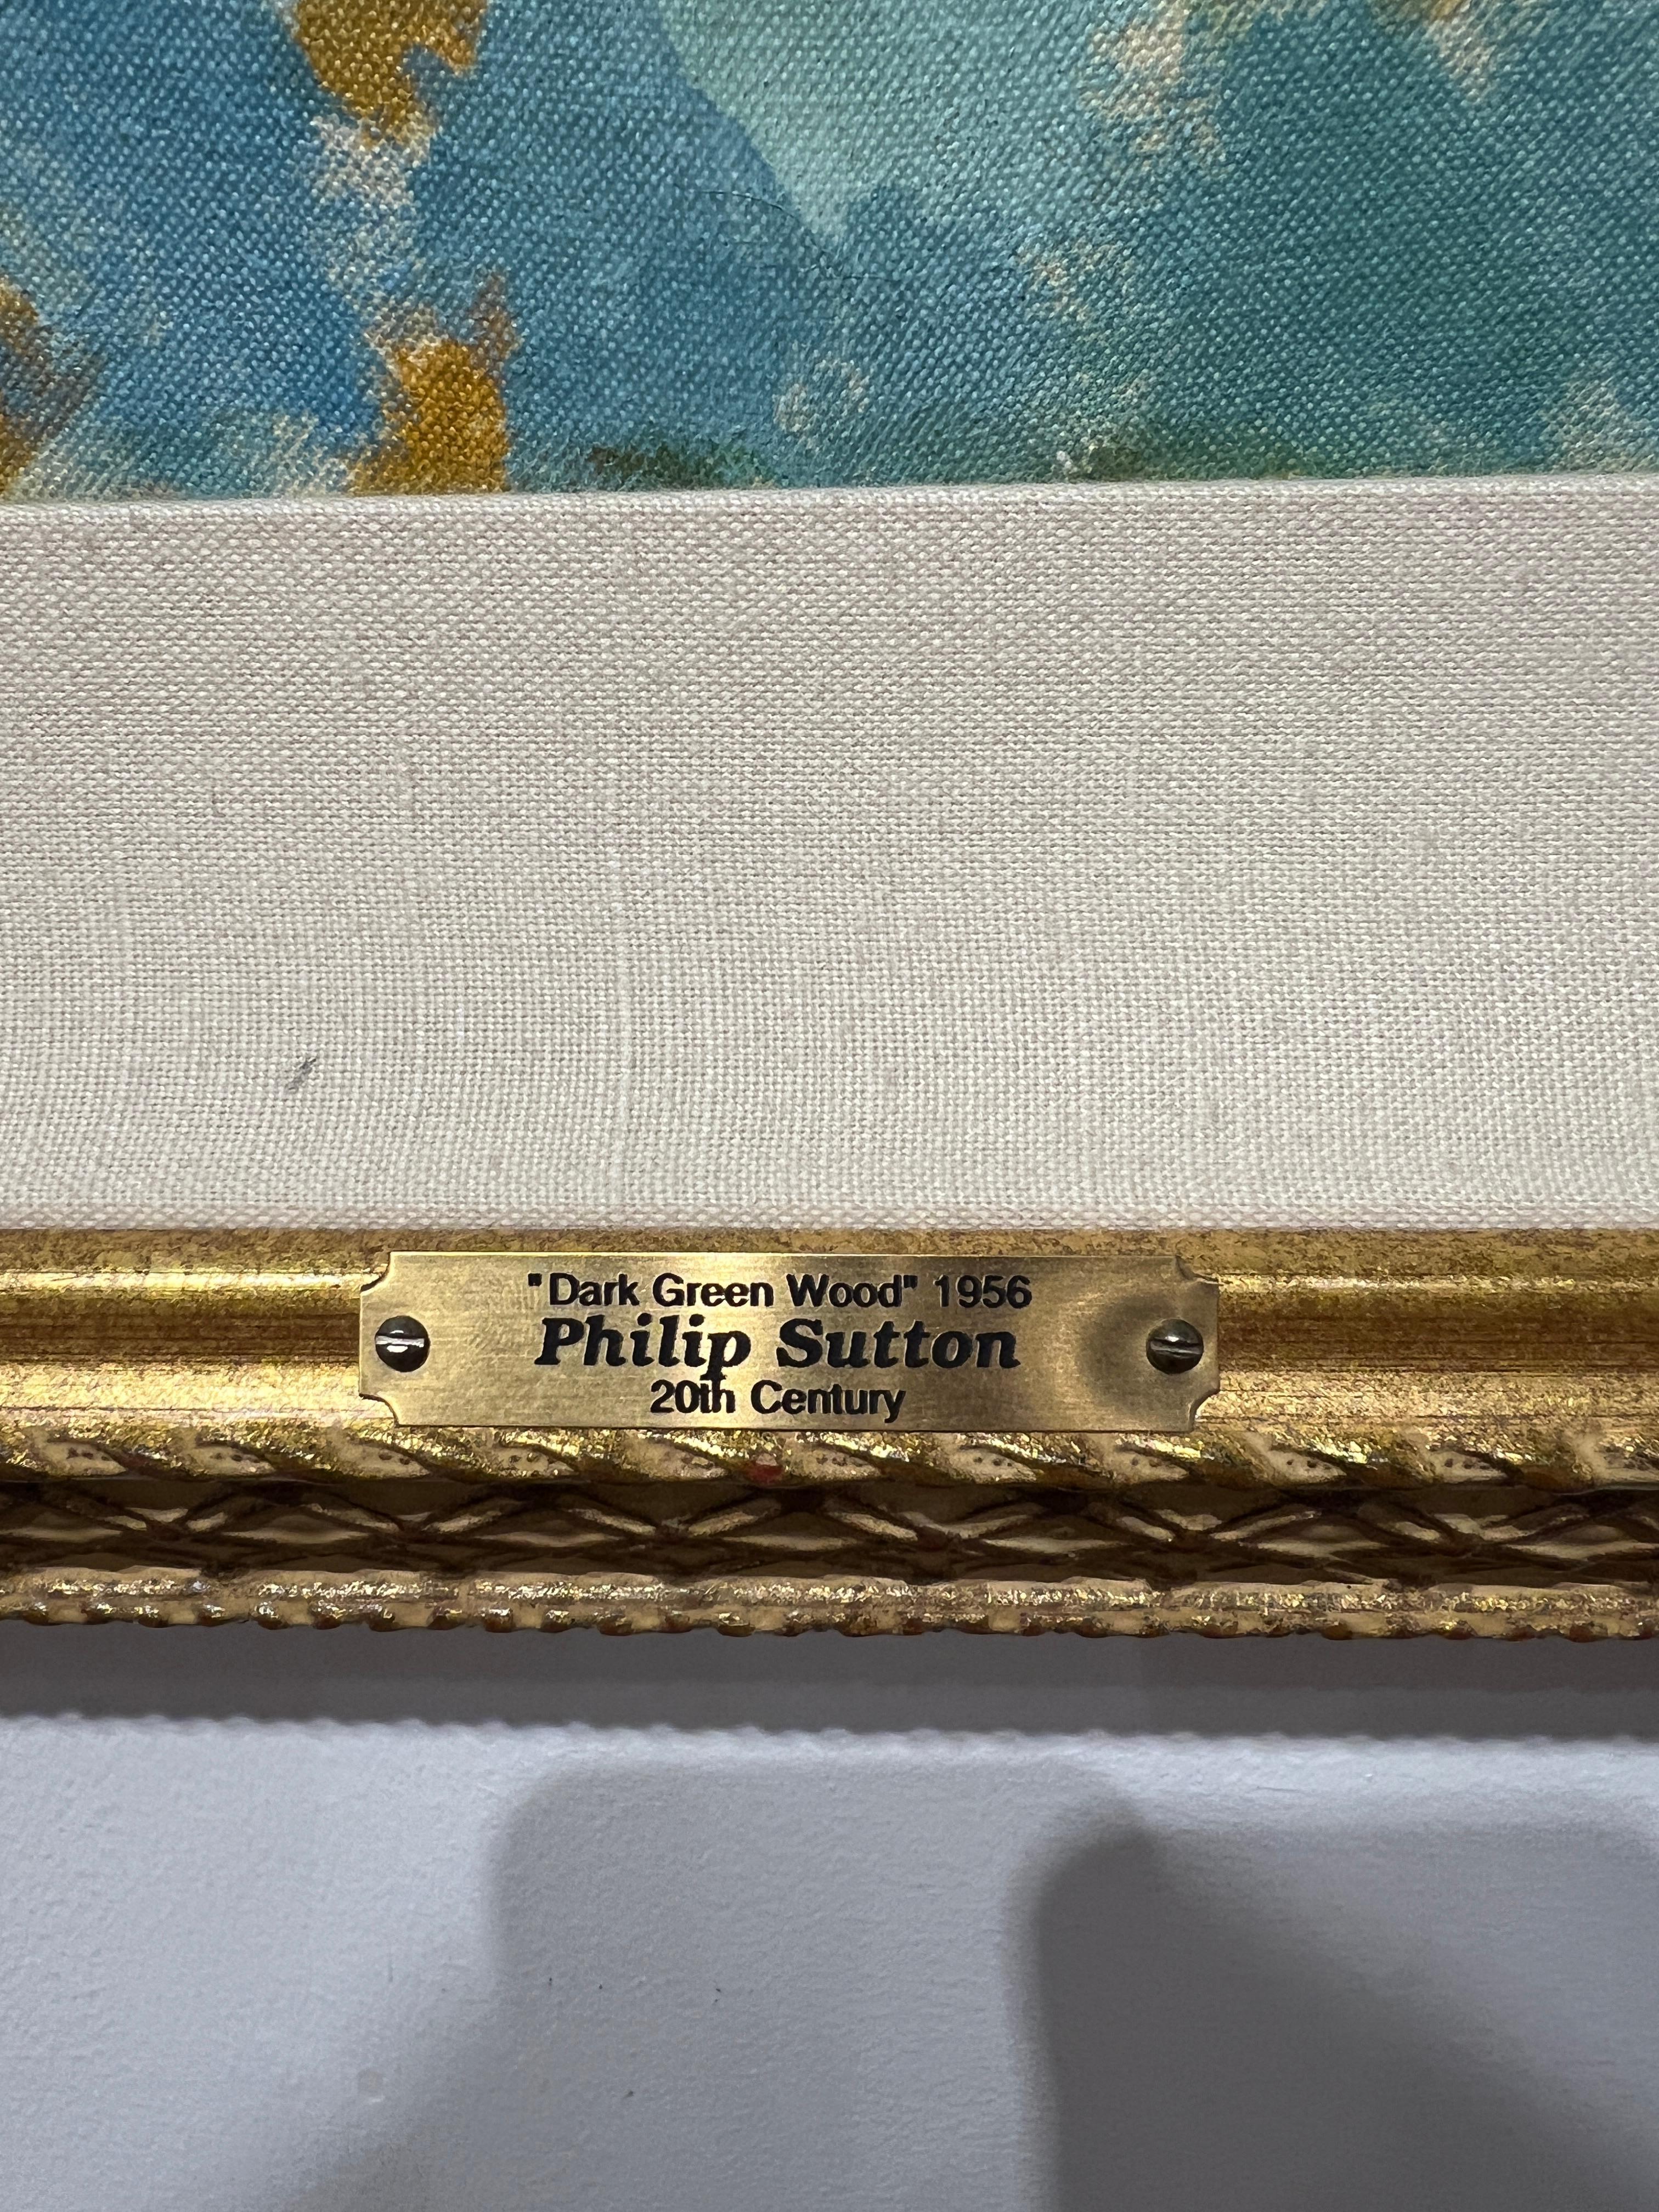 "Dark Green Wood" 1956
Philip Sutton
20th Century